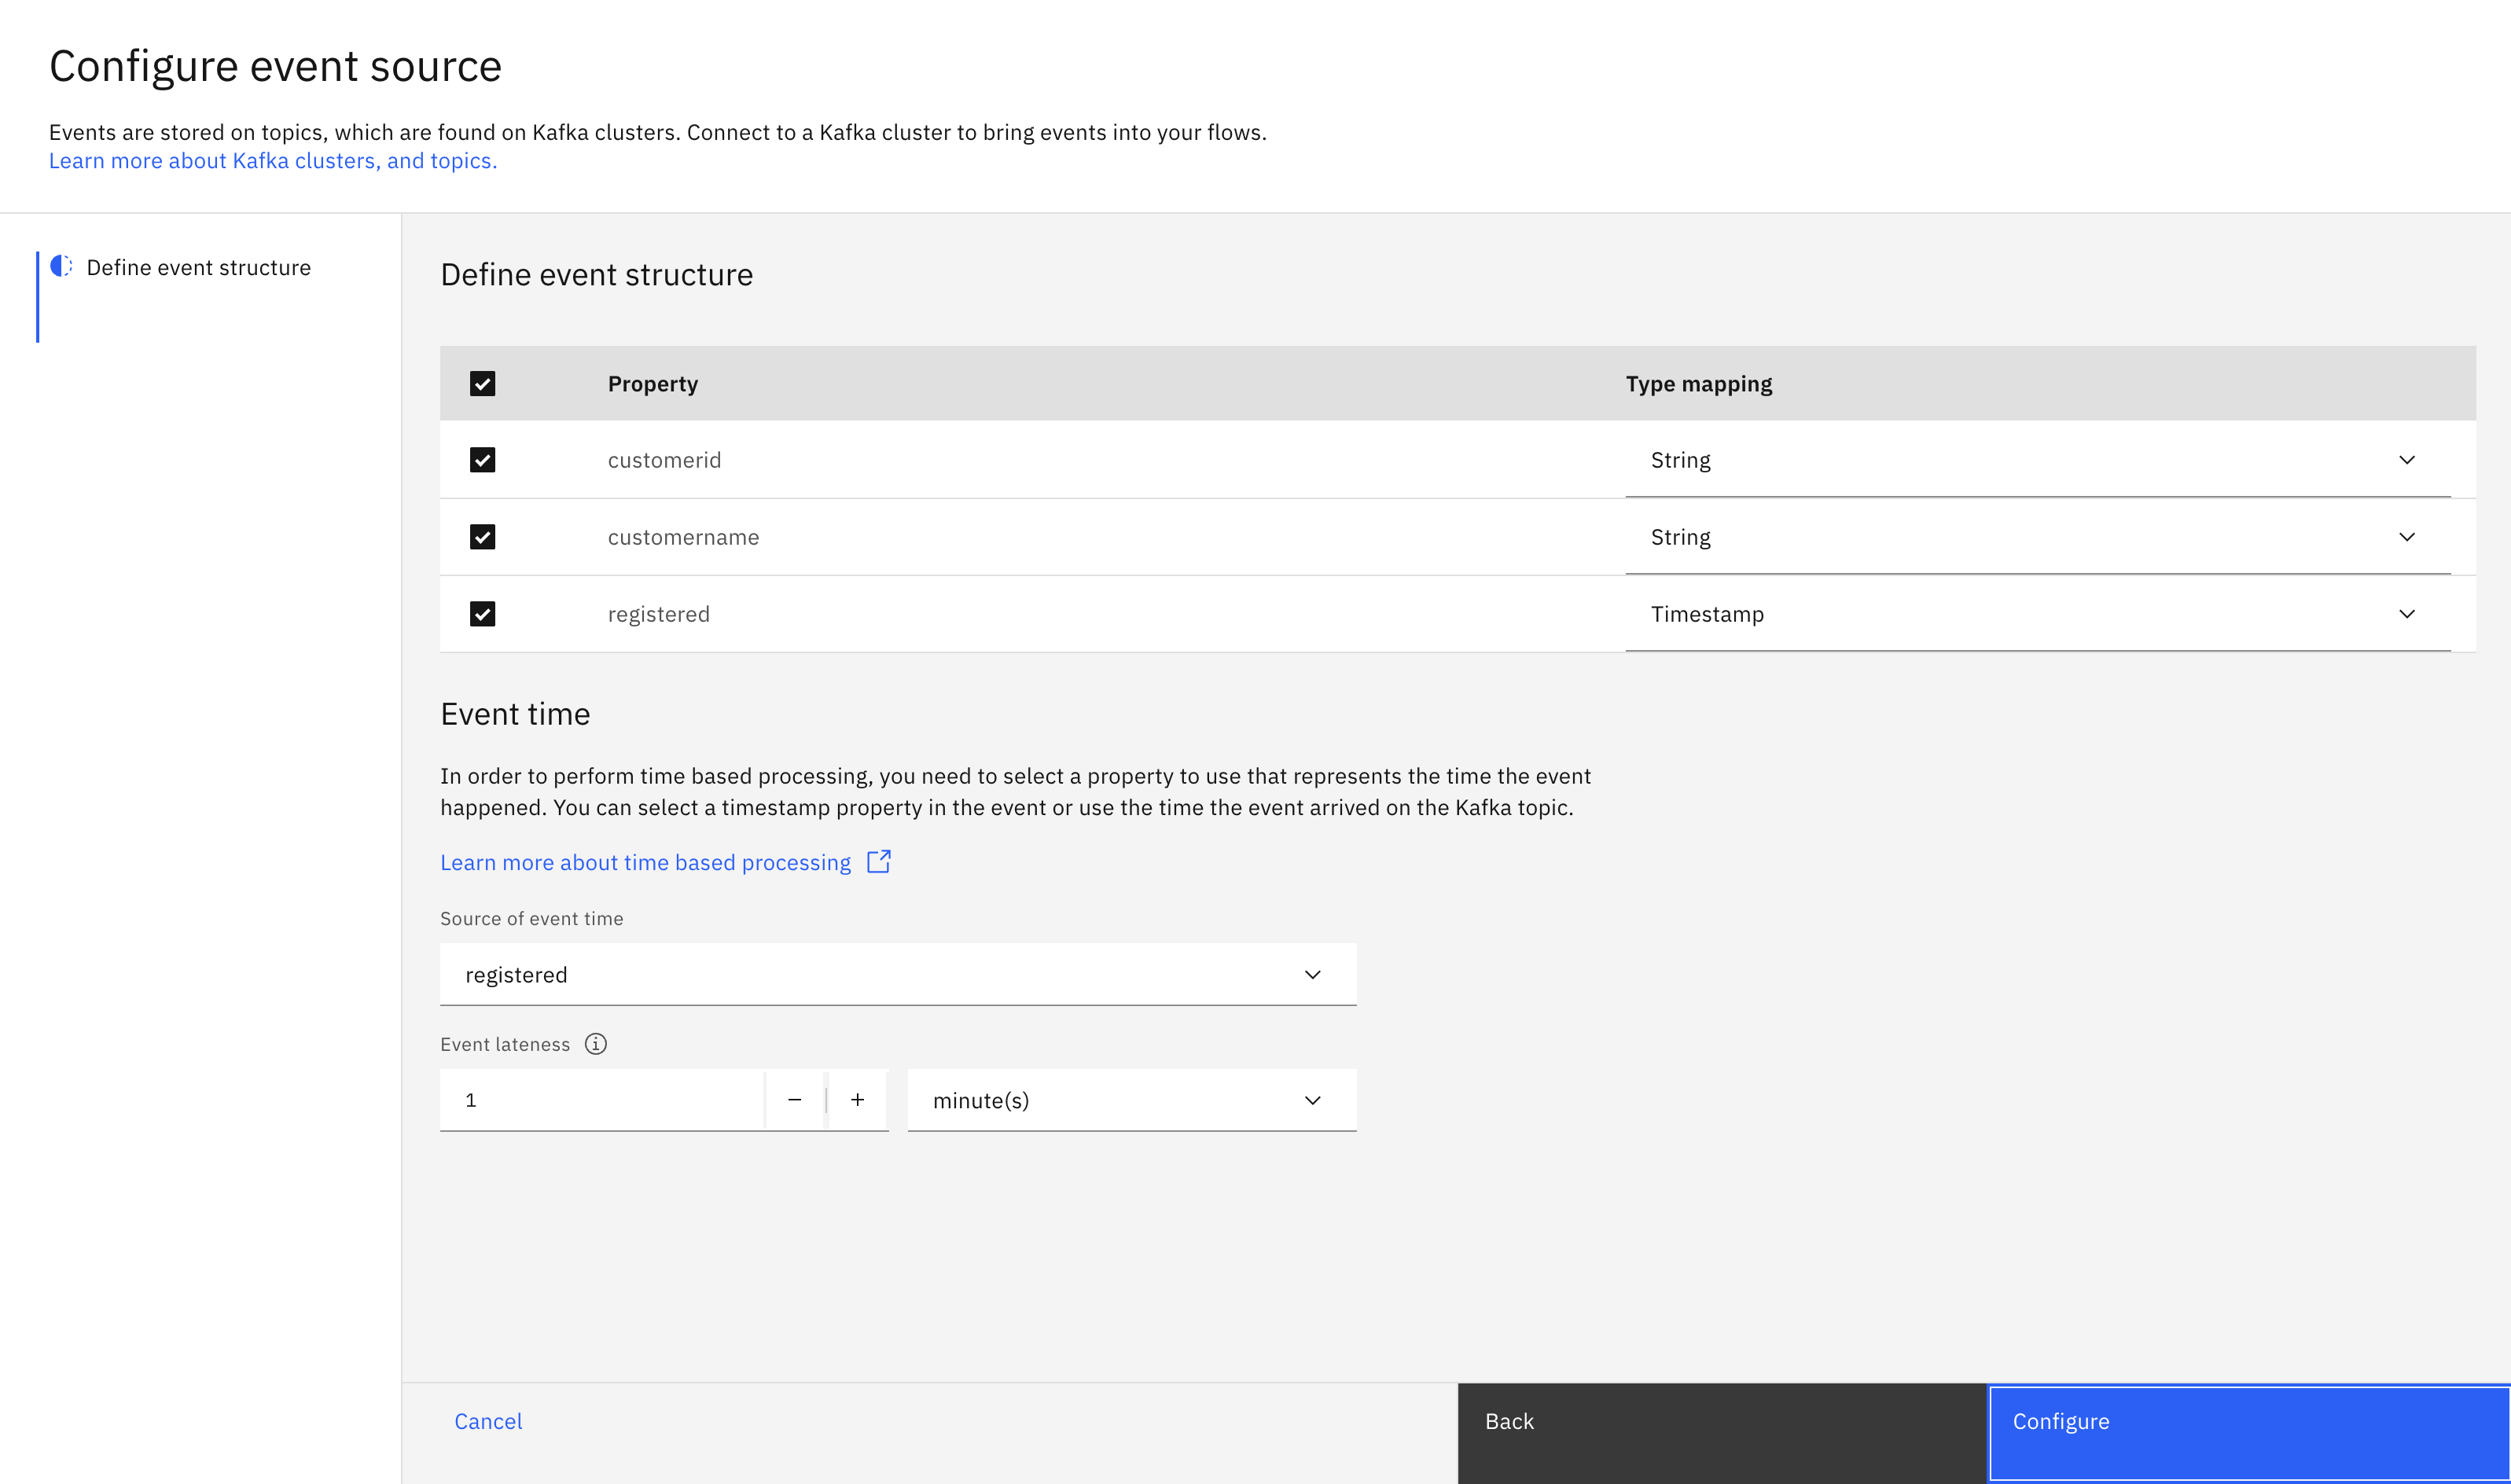 Configure event source
Events are stored on topics, which are found on Kafka clusters. Connect to a Kafka cluster to bring events into your flows.
Learn more about Kafka clusters, and topics.
Define event structure
Define event structure
Property Type mapping
customerid String
customername String
registered Timestamp
Event time
In order to perform time based processing, you need to select a property to use that represents the time the event
happened. You can select a timestamp property in the event or use the time the event arrived on the Kafka topic.
Learn more about time based processing
Source of event time
registered
Event lateness
1 minute(s)
Cancel Back Configure